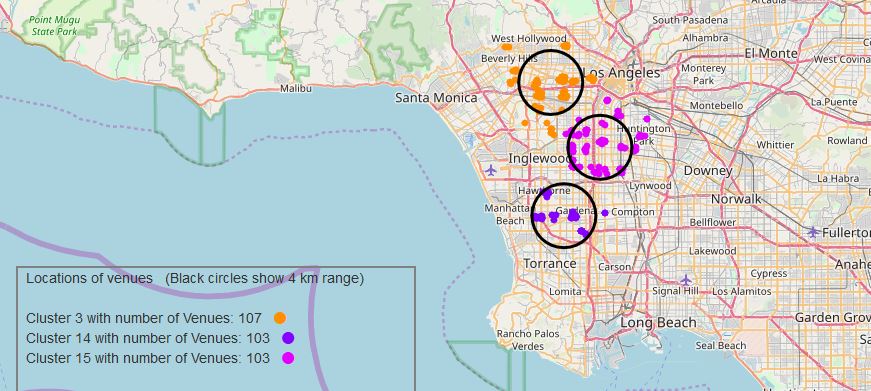 Point Mugu
State Park
South Pasadena
West Hollywood
Alhambra
El Monte
Beverly Hills
West Covina
Los Angeles
Monterey
Park
Malibu
Santa Monica
Montebello
La Puente
Huntington
Park
Whittier
Rowland
Inglewood
Downey
La Habra
Hawthorne
Lynwood
Norwalk
Manhattan
Beach
Gardena
Compton
Bellflower
Fullerton
Lakewood
Torrance
Carson
Cypress
Anahe
Lomita
Signal Hill
Los Alamitos
Long Beach
Garden Grov
Rancho Palos
Verdes
Seal Beach
Locations of venues (Black circles show 4 km range)
Cluster 3 with number of Venues: 107
Cluster 14 with number of Venues: 103
Cluster 15 with number of Venues: 103